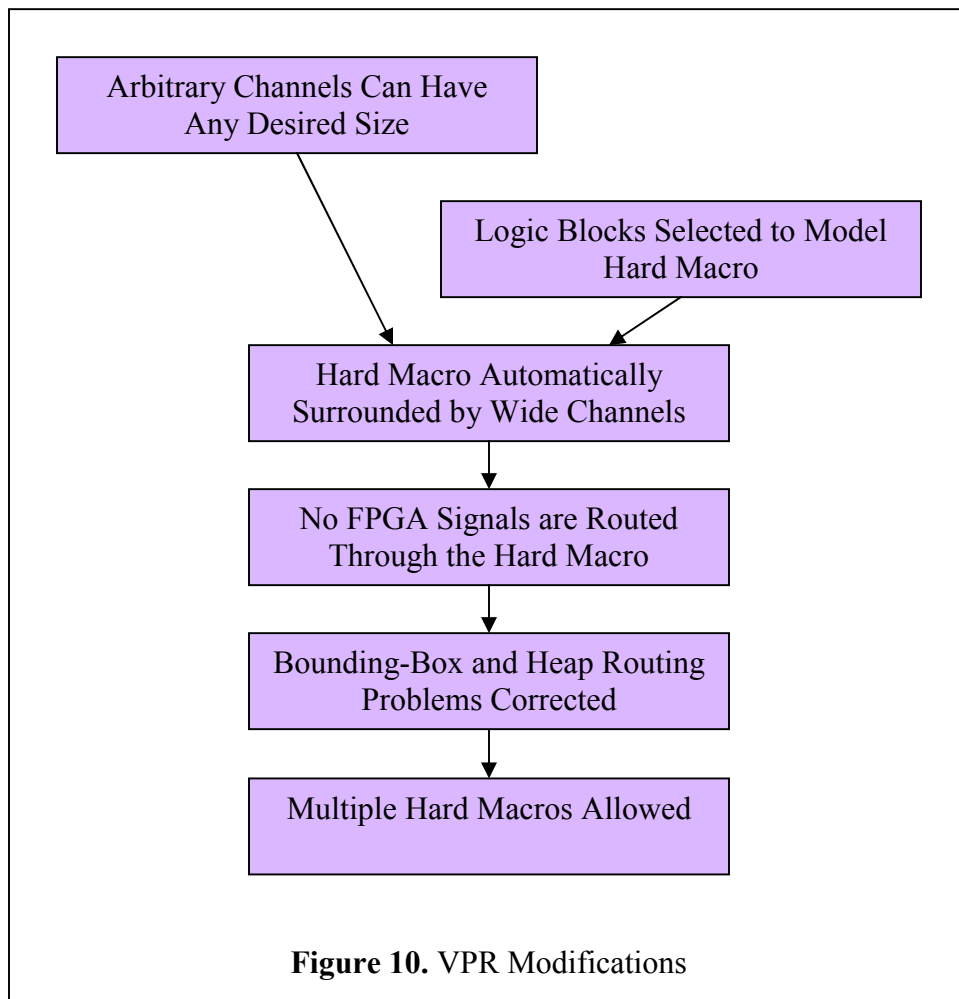 Arbitrary Channels Can Have
Any Desired Size
Logic Blocks Selected to Model
Hard Macro
Hard Macro Automatically
Surrounded by Wide Channels
No FPGA Signals are Routed
Through the Hard Macro
Bounding-Box and Heap Routing
Problems Corrected
Multiple Hard Macros Allowed
Figure 10. VPR Modifications